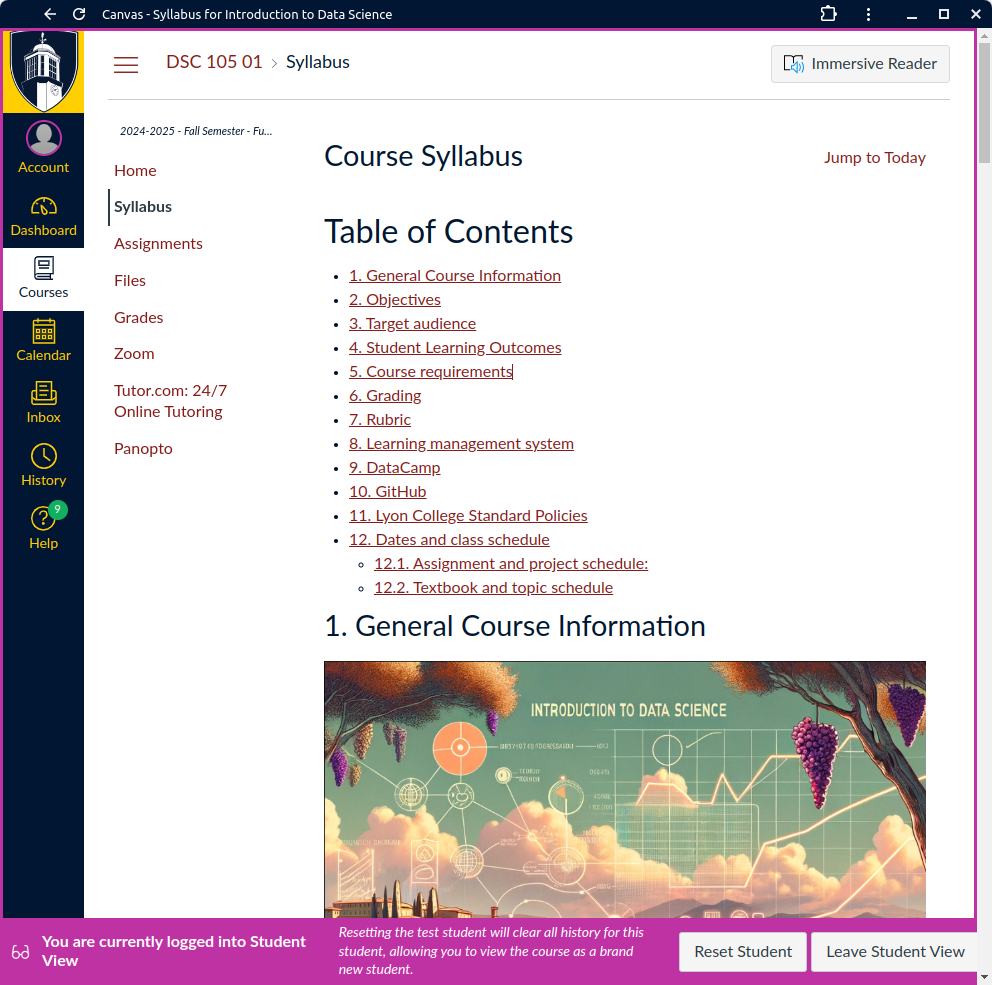 Canvas - Syllabus for Introduction to Data Science
DSC 105 01 › Syllabus
Immersive Reader
Account
Dashboard
Courses
Calendar
Inbox
History
9
Help
2024-2025 - Fall Semester - Fu...
Home
Syllabus
Assignments
Files
Grades
Zoom
Tutor.com: 24/7
Online Tutoring
Panopto
Course Syllabus
Jump to Today
Table of Contents
1. General Course Information
2. Objectives
3. Target audience
4. Student Learning Outcomes
5. Course requirements
6. Grading
7. Rubric
8. Learning management system
9. DataCamp
10. GitHub
11. Lyon College Standard Policies
12. Dates and class schedule
12.1. Assignment and project schedule:
12.2. Textbook and topic schedule
1. General Course Information
INTRODUCTION TO DATA SCIENCE
You are currently logged into Student
View
Resetting the test student will clear all history for this
student, allowing you to view the course as a brand
new student.
Reset Student
Leave Student View